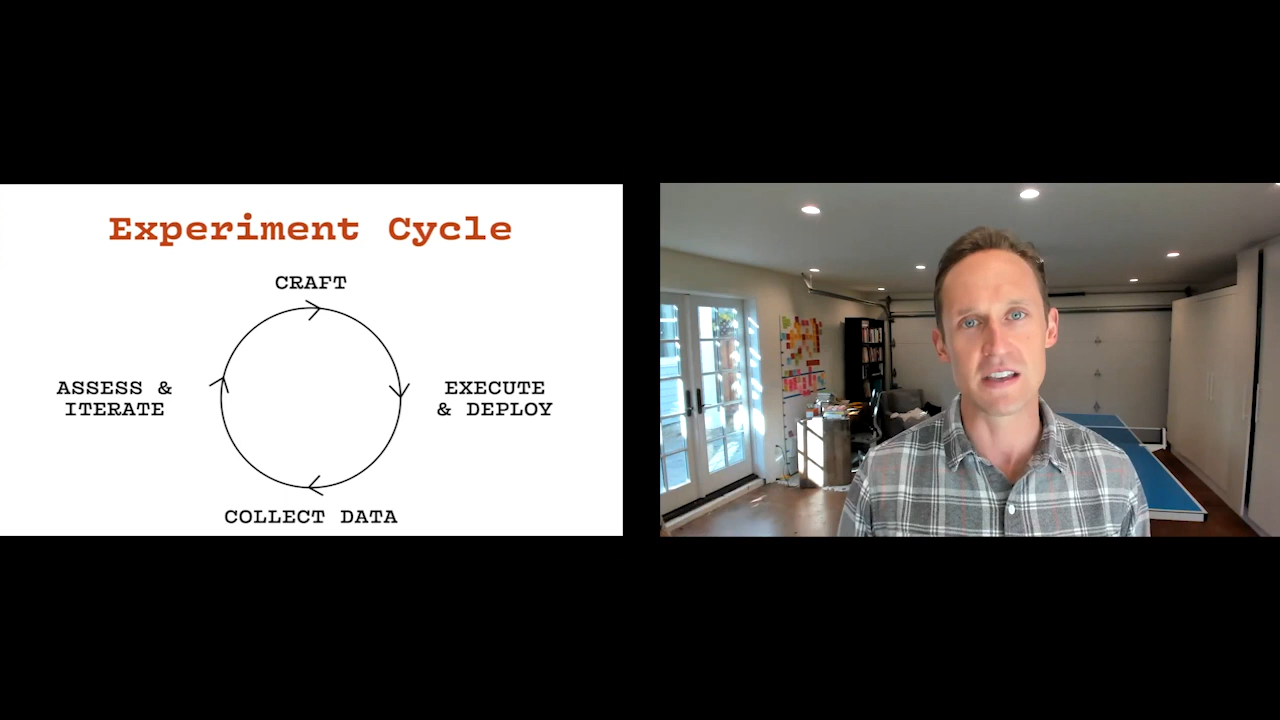 Experiment Cycle
CRAFT
ASSESS &
ITERATE
EXECUTE
& DEPLOY
COLLECT DATA